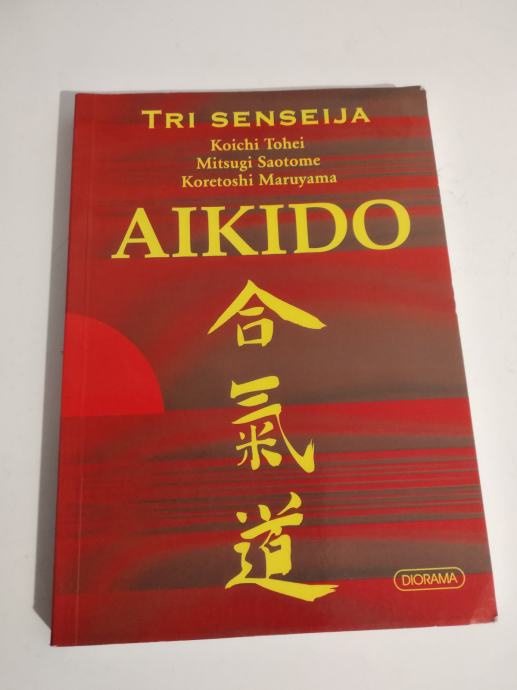 TRI SENSEIJA
Koichi Tohei
Mitsugi Saotome
Koretoshi Maruyama
AIKIDO
合
氣
道
DIORAMA